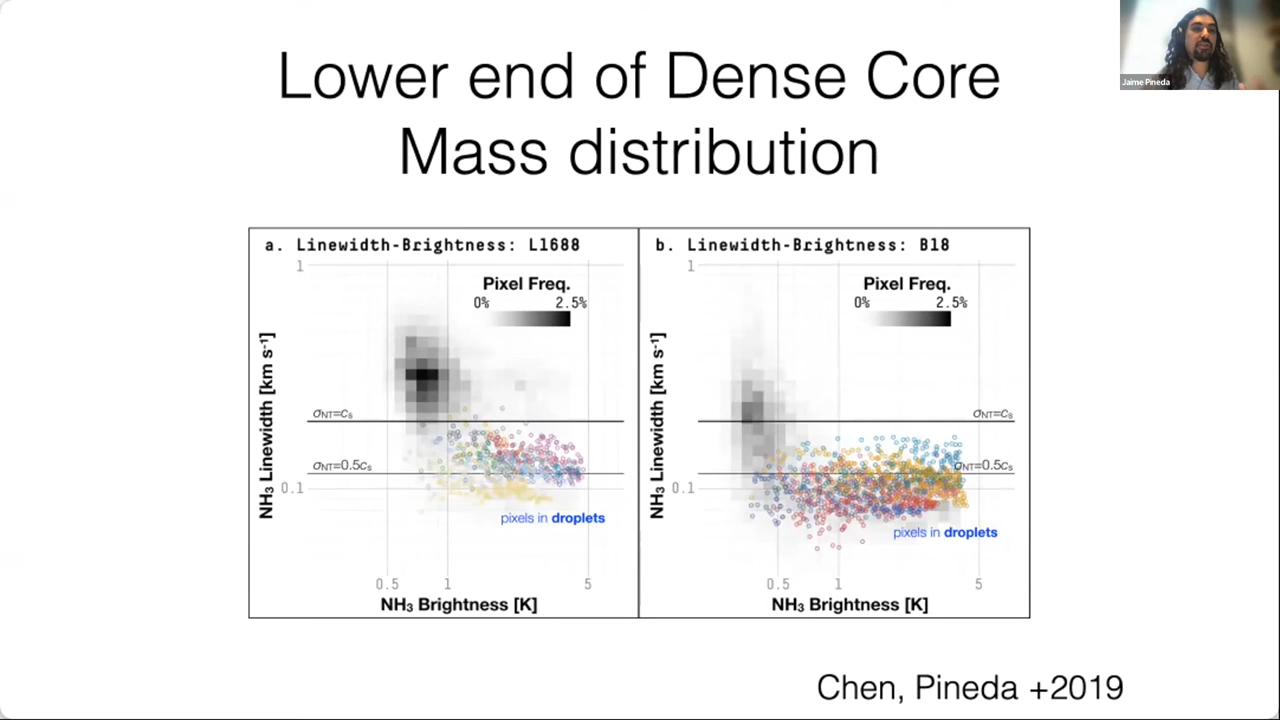 Jaime Pineda
Lower end of Dense Core
Mass distribution
a. Linewidth-Brightness: L1688
1
Pixel Freq.
0%
2.5%
NH₃ Linewidth [km s⁻¹]
σNT=cs
σNT=0.5cs
0.1
pixels in droplets
0.5
1
5
NH₃ Brightness [K]
b. Linewidth-Brightness: B18
1
Pixel Freq.
0%
2.5%
NH₃ Linewidth [km s⁻¹]
σNT=cs
σNT=0.5cs
0.1
pixels in droplets
0.5
1
5
NH₃ Brightness [K]
Chen, Pineda +2019